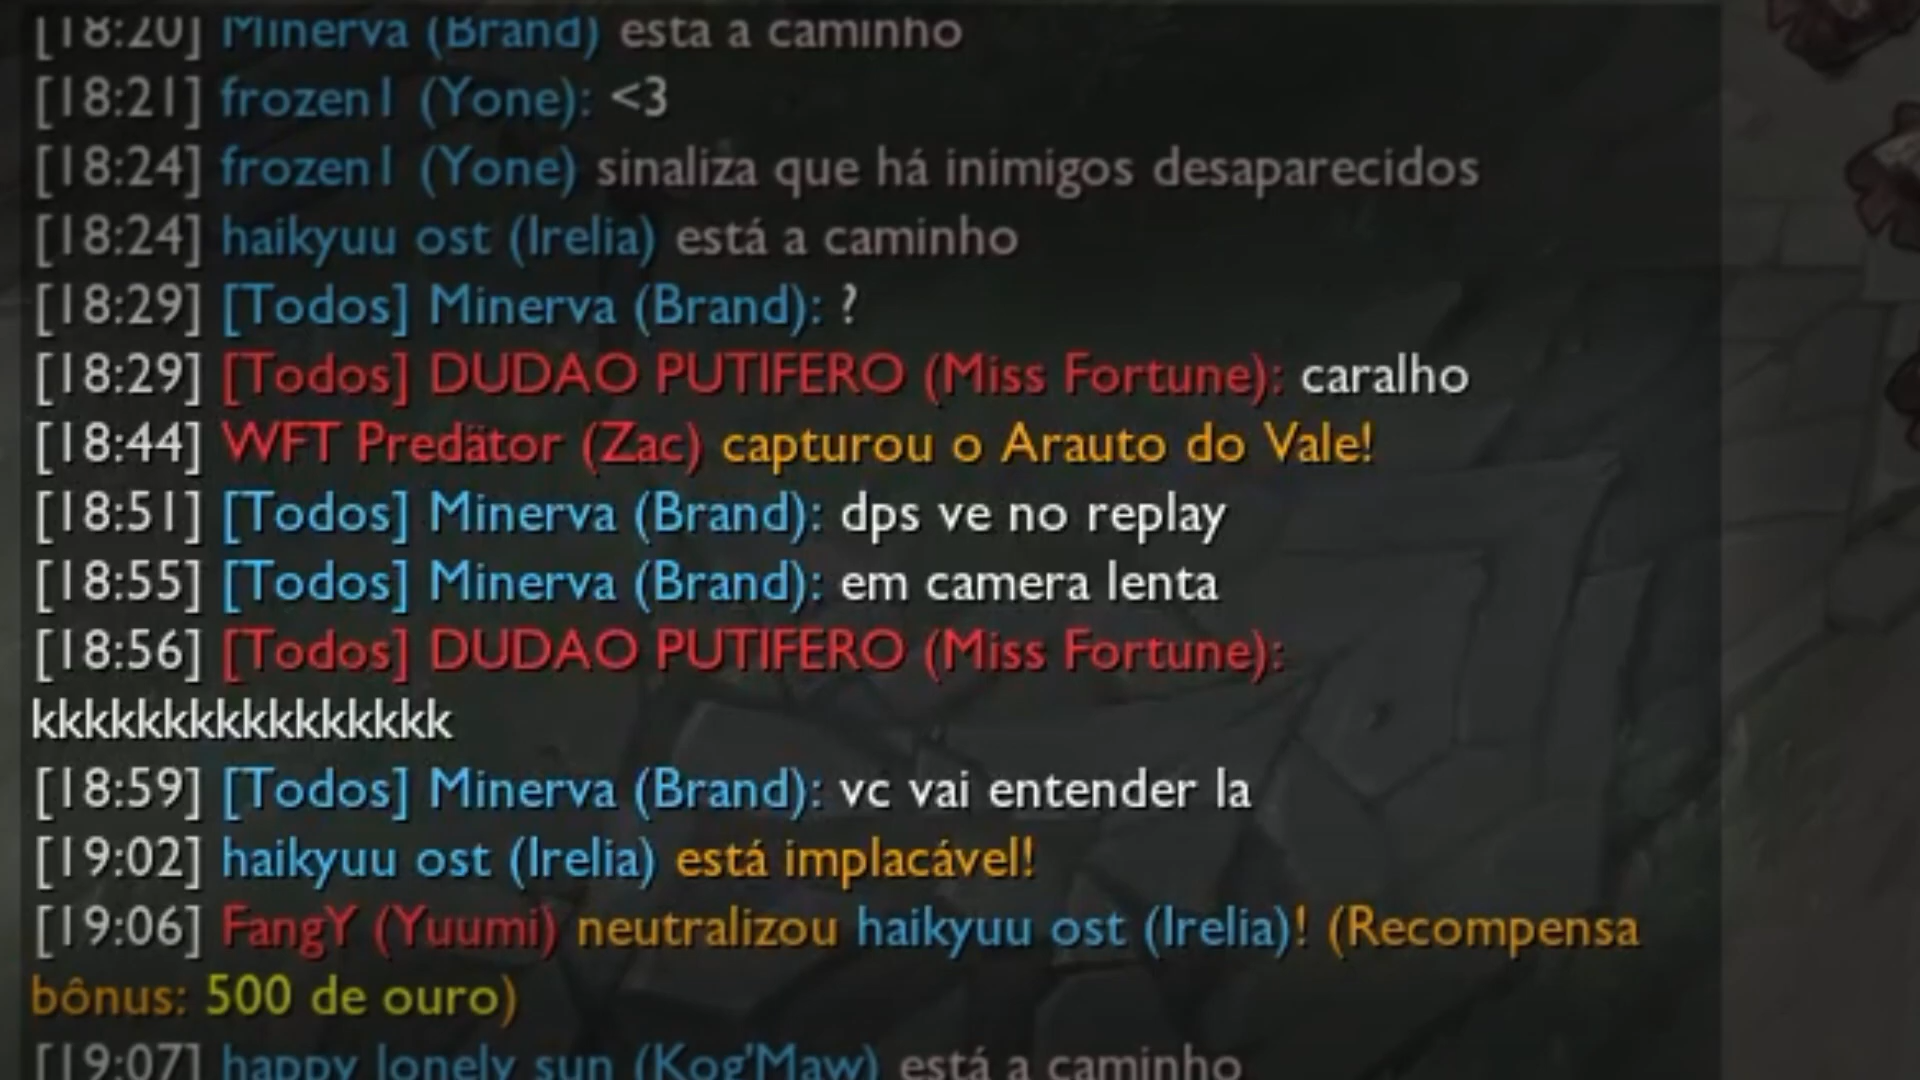 [18:20] Minerva (Brand) está a caminho
[18:21] frozen1 (Yone): <3
[18:24] frozen1 (Yone) sinaliza que há inimigos desaparecidos
[18:24] haikyuu ost (Irelia) está a caminho
[18:29] [Todos] Minerva (Brand): ?
[18:29] [Todos] DUDAO PUTIFERO (Miss Fortune): caralho
[18:44] WFT Predätor (Zac) capturou o Arauto do Vale!
[18:51] [Todos] Minerva (Brand): dps ve no replay
[18:55] [Todos] Minerva (Brand): em camera lenta
[18:56] [Todos] DUDAO PUTIFERO (Miss Fortune):
kkkkkkkkkkkkkkkk
[18:59] [Todos] Minerva (Brand): vc vai entender la
[19:02] haikyuu ost (Irelia) está implacável!
[19:06] FangY (Yuumi) neutralizou haikyuu ost (Irelia)! (Recompensa
bônus: 500 de ouro)
[19:07] happy lonely sun (Kog'Maw) está a caminho